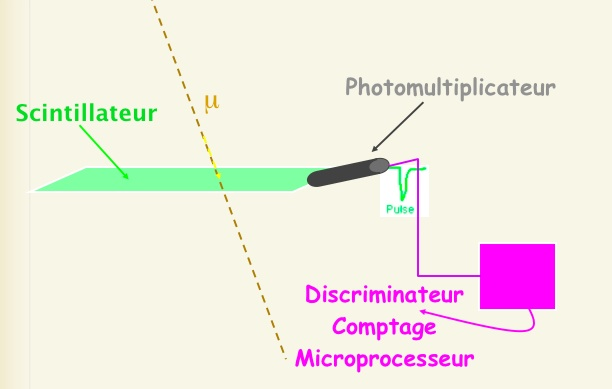 μ
Photomultiplicateur
Scintillateur
Pulse
Discriminateur
Comptage
Microprocesseur